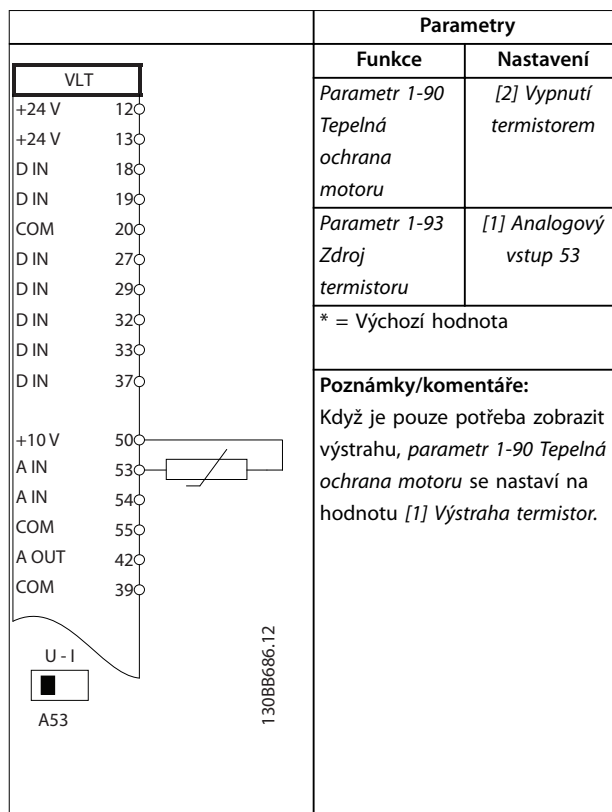 VLT
+24 V 12
+24 V 13
D IN 18
D IN 19
COM 20
D IN 27
D IN 29
D IN 32
D IN 33
D IN 37
+10 V 50
A IN 53
A IN 54
COM 55
A OUT 42
COM 39
U - I
A53
130BB686.12
Parametry
Funkce Nastavení
Parametr 1-90 [2] Vypnutí
Tepelná termistorem
ochrana
motoru
Parametr 1-93 [1] Analogový
Zdroj vstup 53
termistoru
* = Výchozí hodnota
Poznámky/komentáře:
Když je pouze potřeba zobrazit
výstrahu, parametr 1-90 Tepelná
ochrana motoru se nastaví na
hodnotu [1] Výstraha termistor.